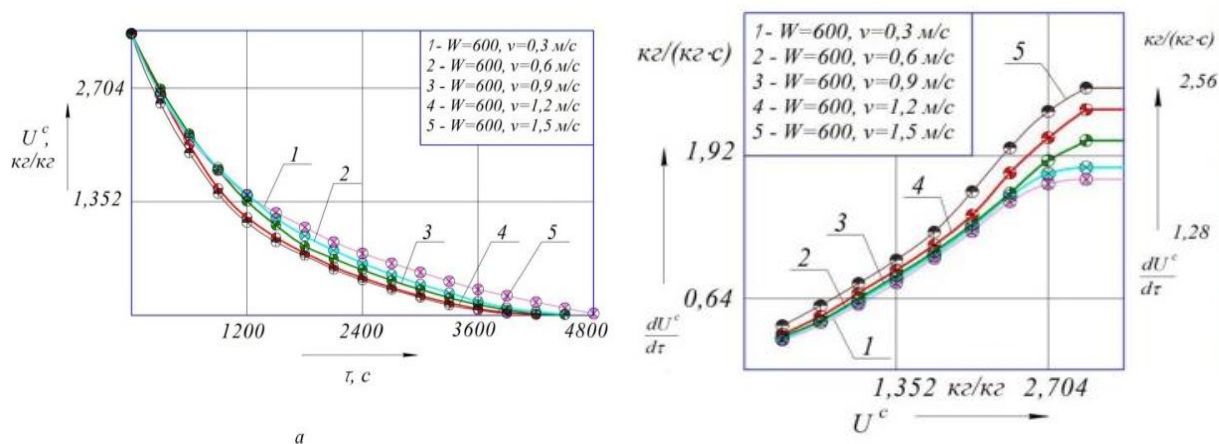 1- W=600, v=0,3 м/с
2 - W=600, v=0,6 м/с
3 - W=600, v=0,9 м/с
4 - W=600, v=1,2 м/с
5 - W=600, v=1,5 м/с
2,704
U^c,
кг/кг
1,352
1
2
3
4
5
1200
2400
3600
4800
τ, с
а
кг/(кг·с)
1- W=600, v=0,3 м/с
2 - W=600, v=0,6 м/с
3 - W=600, v=0,9 м/с
4 - W=600, v=1,2 м/с
5 - W=600, v=1,5 м/с
5
кг/(кг·с)
2,56
1,92
4
3
1,28
2
0,64
dU^c
dτ
1
dU^c
dτ
1,352 кг/кг 2,704
U^c